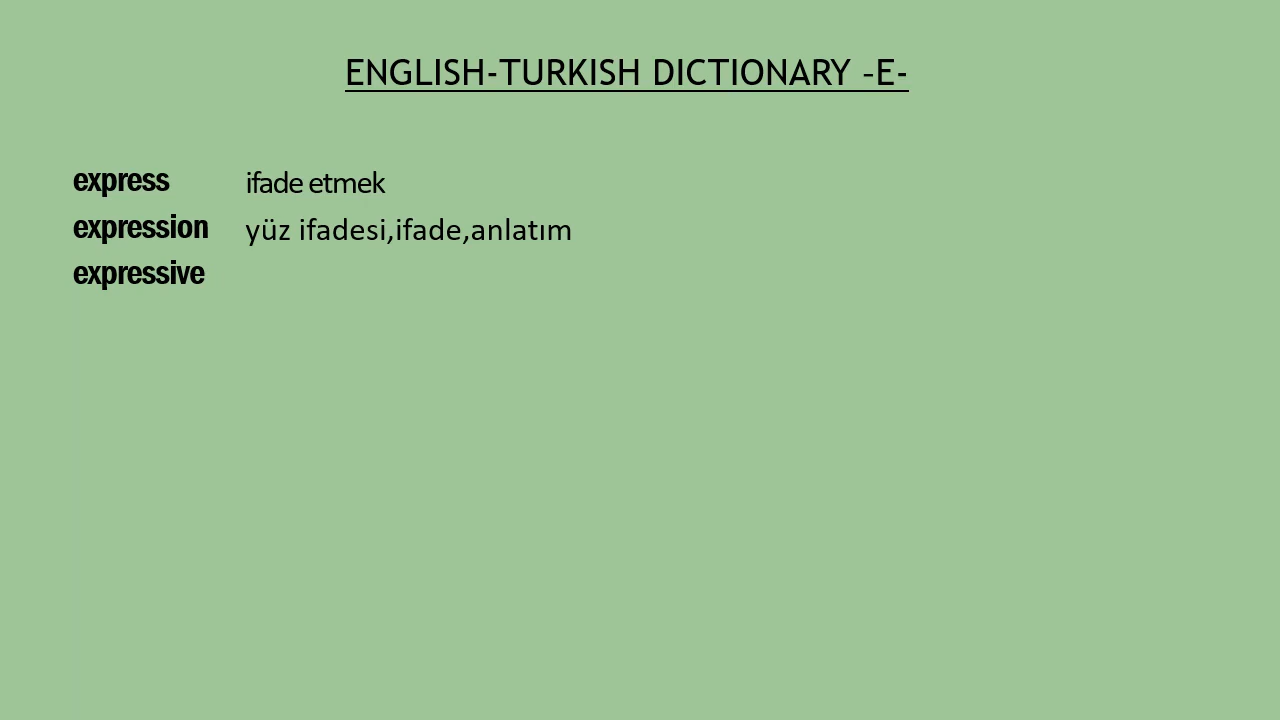 ENGLISH-TURKISH DICTIONARY –E-
express ifade etmek
expression yüz ifadesi,ifade,anlatım
expressive